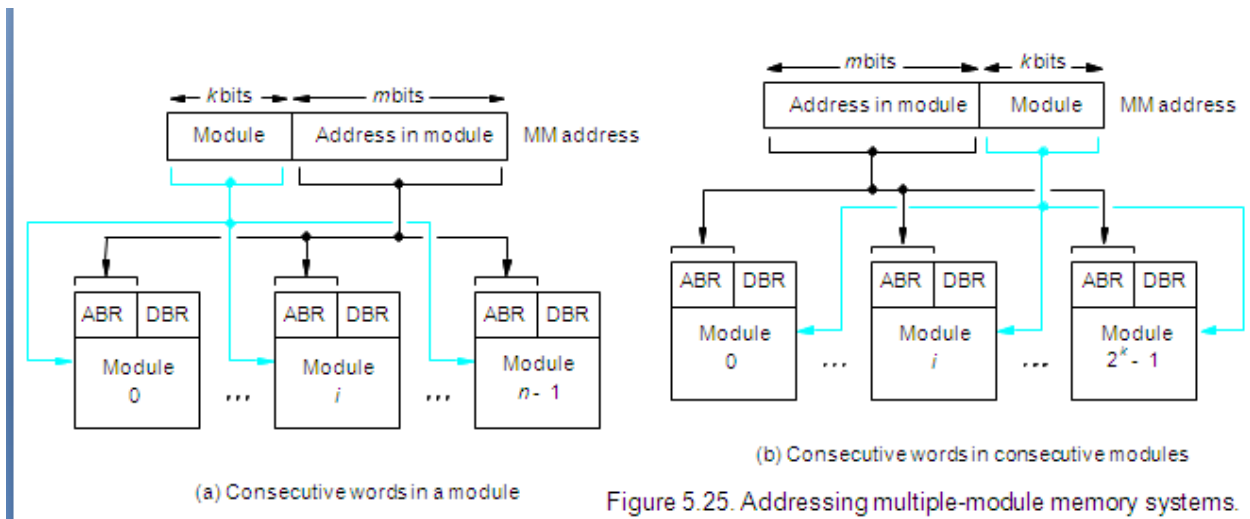 k bits
m bits
Module
Address in module
MM address
ABR DBR
ABR DBR
ABR DBR
Module
0
...
Module
i
...
Module
n - 1
(a) Consecutive words in a module
m bits
k bits
Address in module
Module
MM address
ABR DBR
ABR DBR
ABR DBR
Module
0
...
Module
i
...
Module
2^k - 1
(b) Consecutive words in consecutive modules
Figure 5.25. Addressing multiple-module memory systems.